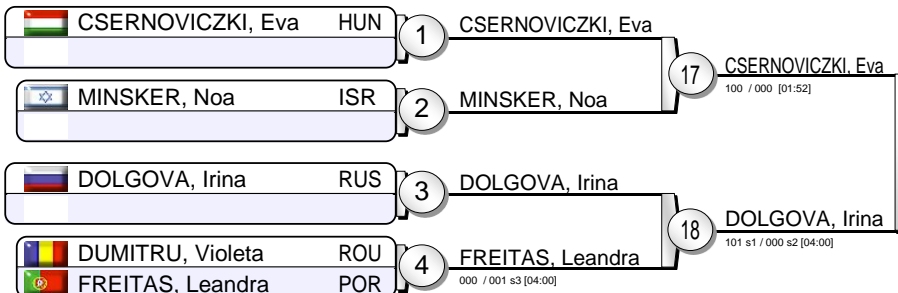 CSERNOVICZKI, Eva HUN
1
CSERNOVICZKI, Eva
17
CSERNOVICZKI, Eva
100 / 000 [01:52]
MINSKER, Noa ISR
2
MINSKER, Noa
DOLGOVA, Irina RUS
3
DOLGOVA, Irina
18
DOLGOVA, Irina
101 s1 / 000 s2 [04:00]
DUMITRU, Violeta ROU
FREITAS, Leandra POR
4
FREITAS, Leandra
000 / 001 s3 [04:00]